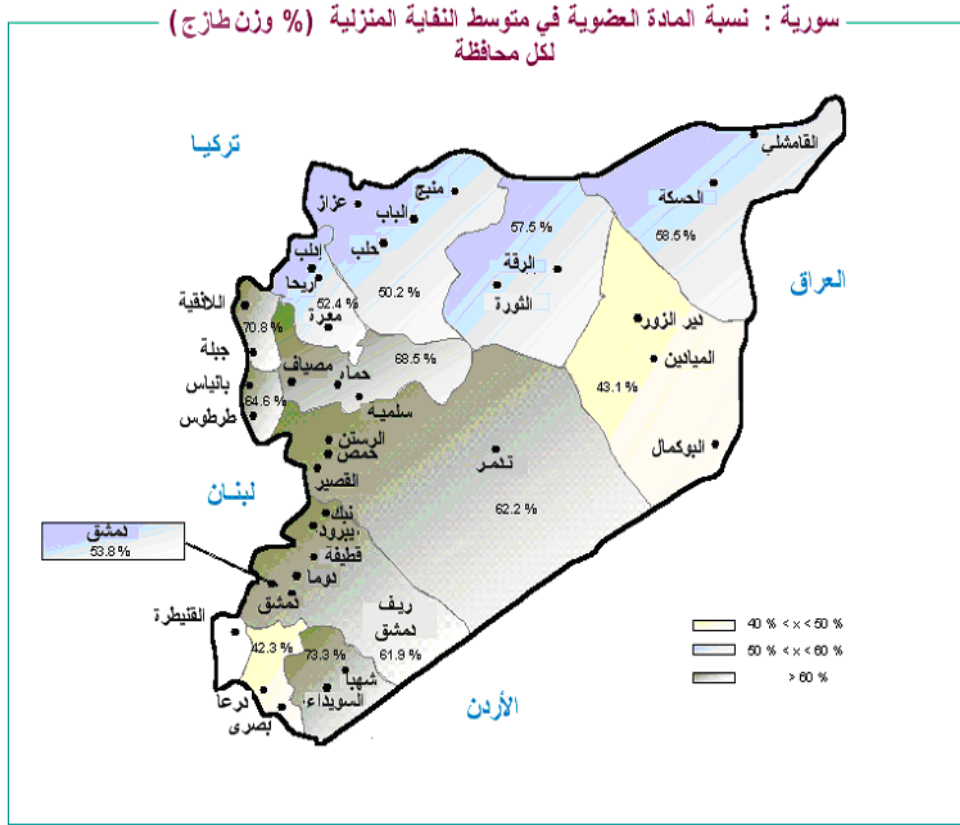 سورية : نسبة المادة العضوية في متوسط النفاية المنزلية (% وزن طازج)
لكل محافظة
تركيا
القامشلي
منبج
الحسكة
عزاز
الباب
57.5 %
58.5 %
حلب
إدلب
الرقة
العراق
أريحا
50.2 %
الثورة
52.4 %
اللاذقية
معرة
دير الزور
70.8 %
جبلة
68.5 %
الميادين
مصياف
حماه
43.1 %
بانياس
64.6 %
سلمية
طرطوس
الرستن
البوكمال
حمص
تدمر
القصير
لبنان
62.2 %
نبك
يبرود
دمشق
53.8 %
قطيفة
دوما
دمشق
ريف
دمشق
القنيطرة
61.9 %
42.3 %
73.3 %
شهبا
السويداء
درعا
بصرى
الأردن
40 % < x < 50 %
50 % < x < 60 %
> 60 %